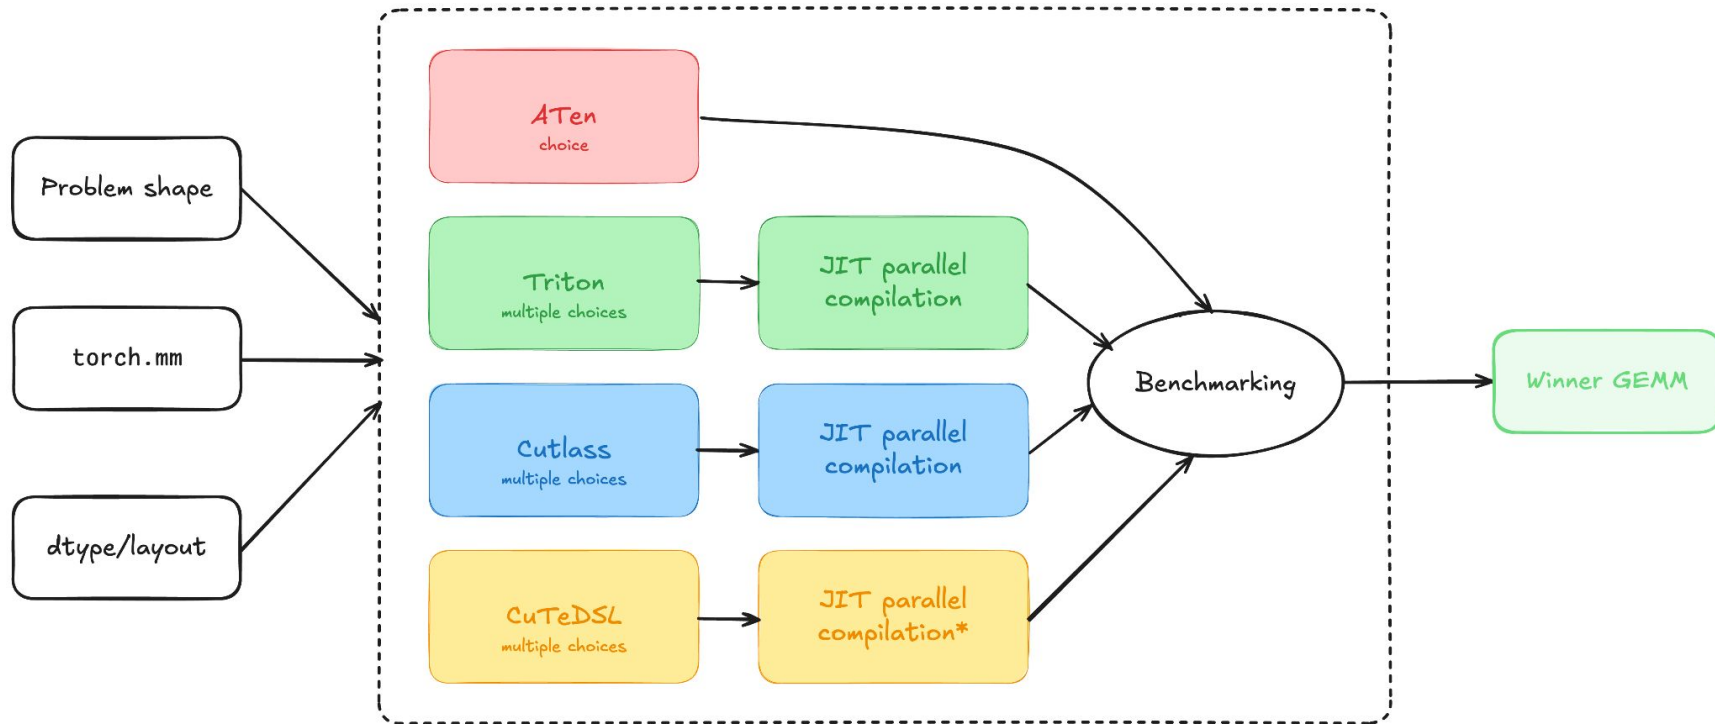 Problem shape
torch.mm
dtype/layout
ATen
choice
Triton
multiple choices
JIT parallel
compilation
Cutlass
multiple choices
JIT parallel
compilation
CuTeDSL
multiple choices
JIT parallel
compilation*
Benchmarking
Winner GEMM